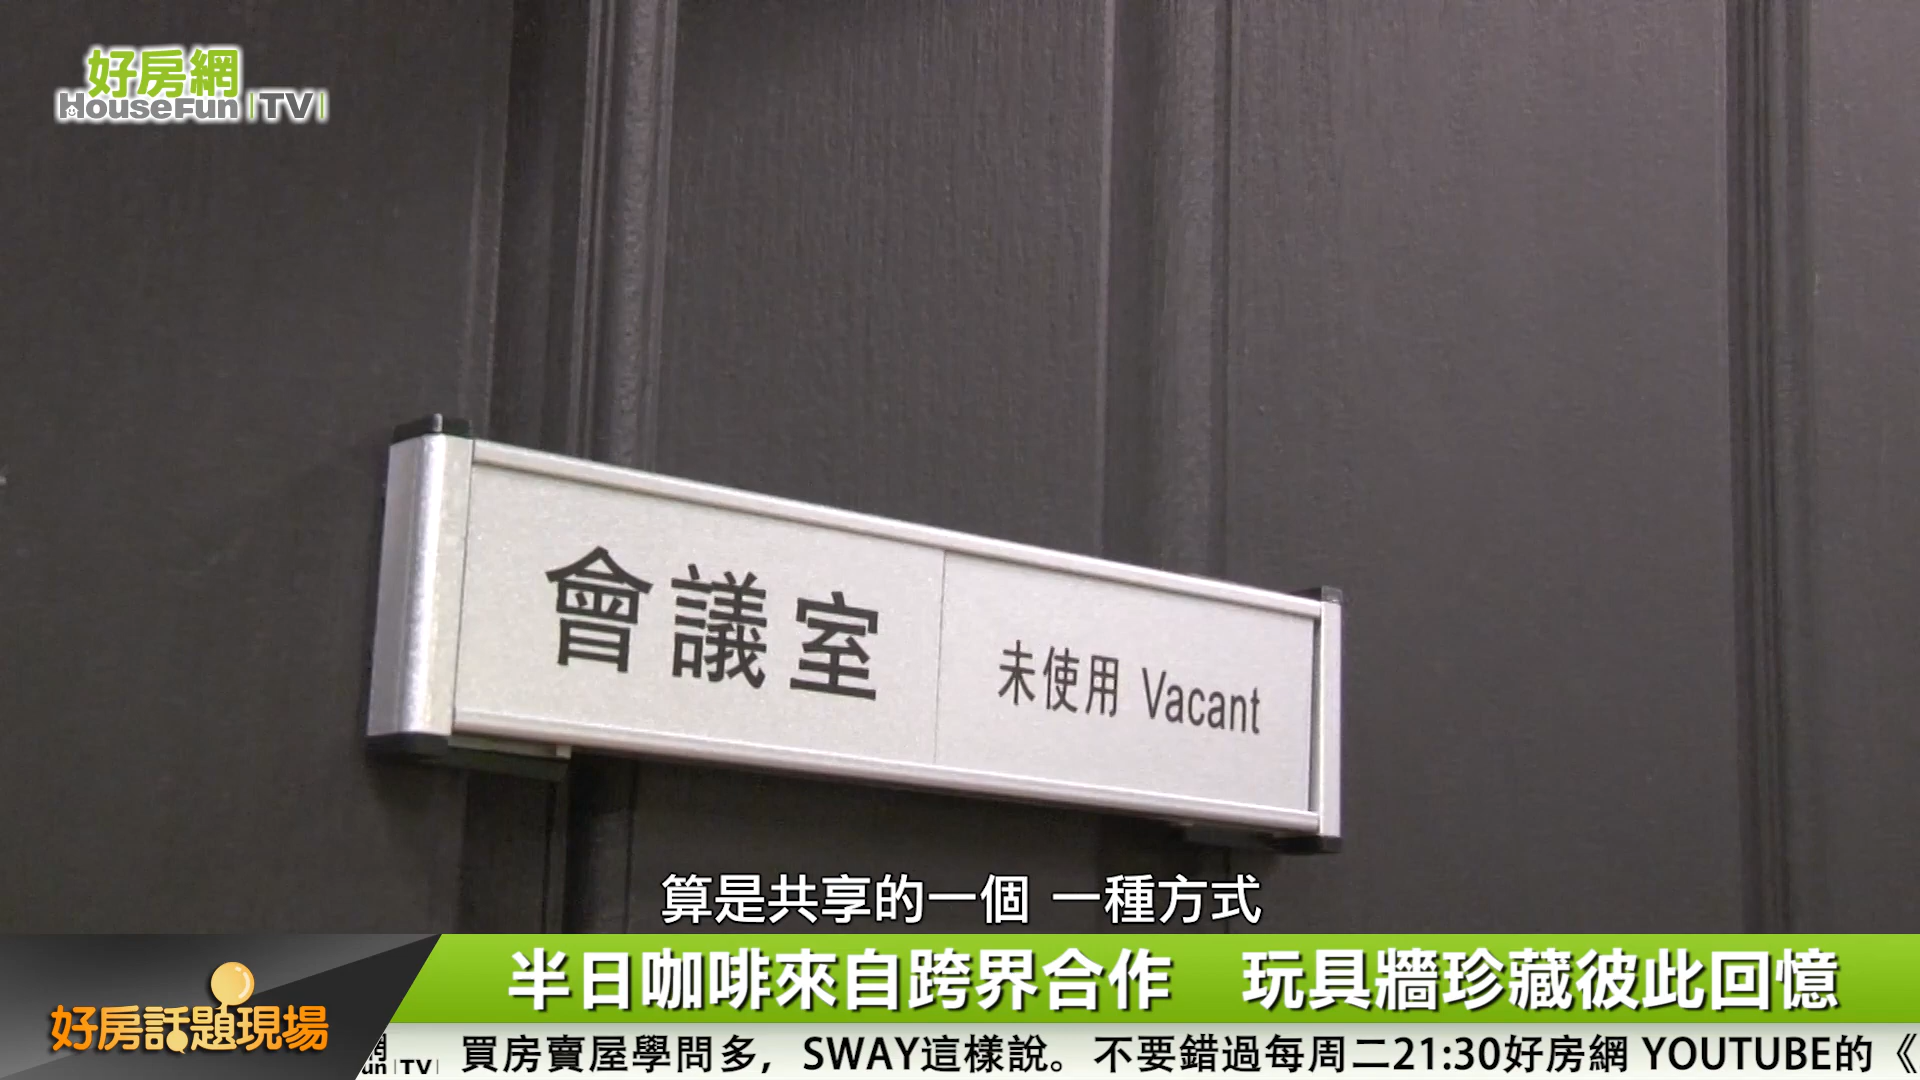 好房網
HouseFun TV
會議室
未使用 Vacant
算是共享的一個 一種方式
半日咖啡來自跨界合作 玩具牆珍藏彼此回憶
好房話題現場
TV
買房賣屋學問多，SWAY這樣說。不要錯過每周二21:30好房網 YOUTUBE的《